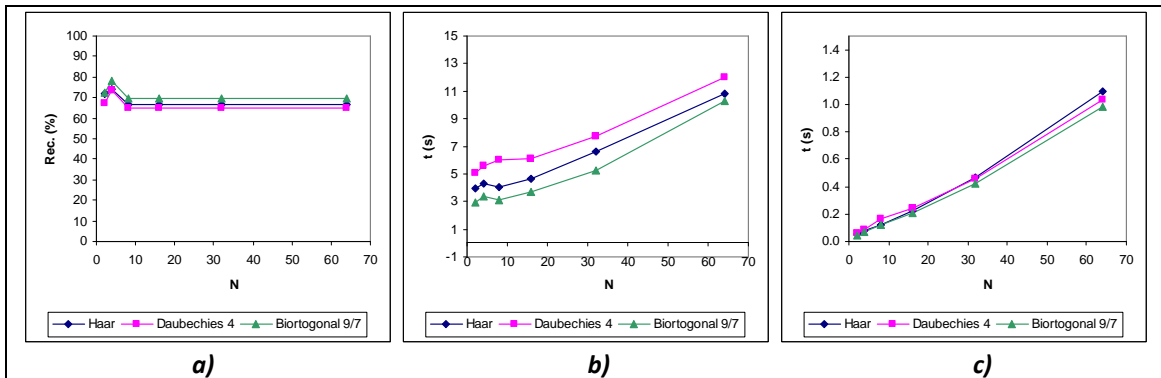 100
90
80
70
60
50
40
30
20
10
0
Rec. (%)
0 10 20 30 40 50 60 70
N
Haar Daubechies 4 Biortogonal 9/7
a)
15
13
11
9
7
5
3
1
-1
t (s)
0 10 20 30 40 50 60 70
N
Haar Daubechies 4 Biortogonal 9/7
b)
1.4
1.2
1.0
0.8
0.6
0.4
0.2
0.0
t (s)
0 10 20 30 40 50 60 70
N
Haar Daubechies 4 Biortogonal 9/7
c)